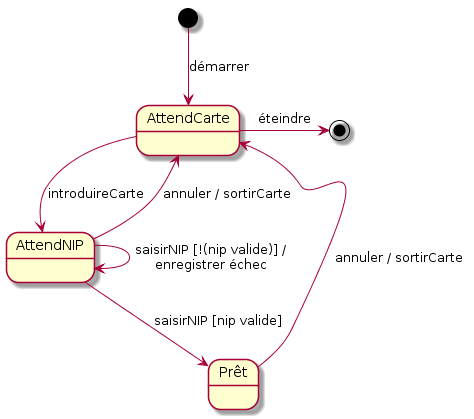 démarrer
AttendCarte
éteindre
introduireCarte
annuler / sortirCarte
AttendNIP
saisirNIP [!(nip valide)] /
enregistrer échec
annuler / sortirCarte
saisirNIP [nip valide]
Prêt